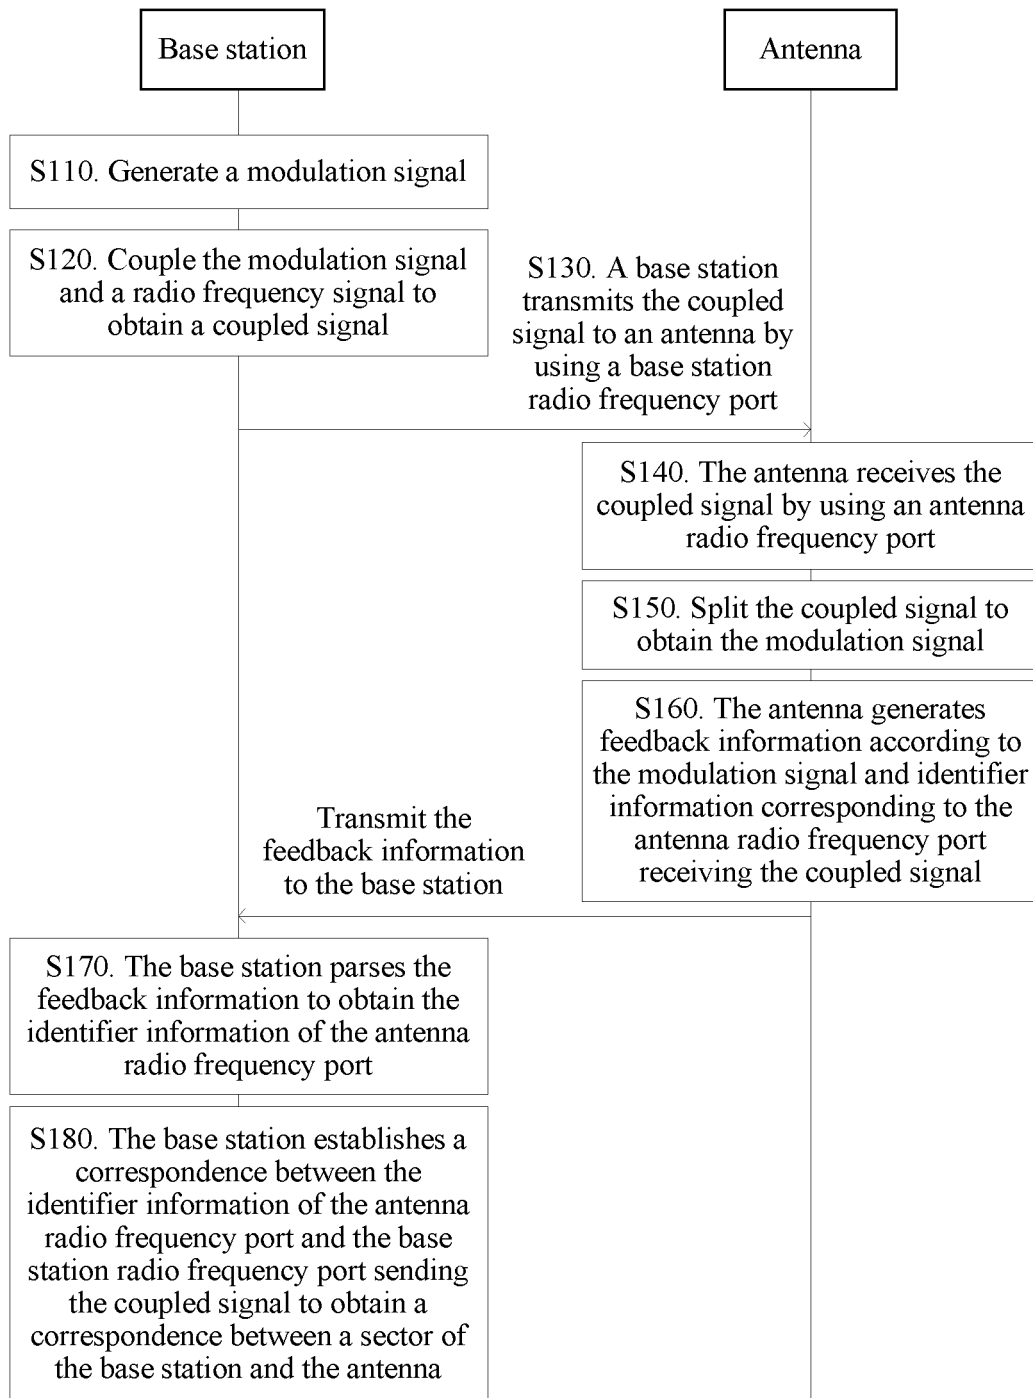 Base station
Antenna
S110. Generate a modulation signal
S120. Couple the modulation signal
and a radio frequency signal to
obtain a coupled signal
S130. A base station
transmits the coupled
signal to an antenna by
using a base station
radio frequency port
S140. The antenna receives the
coupled signal by using an antenna
radio frequency port
S150. Split the coupled signal to
obtain the modulation signal
S160. The antenna generates
feedback information according to
the modulation signal and identifier
information corresponding to the
antenna radio frequency port
receiving the coupled signal
Transmit the
feedback information
to the base station
S170. The base station parses the
feedback information to obtain the
identifier information of the antenna
radio frequency port
S180. The base station establishes a
correspondence between the
identifier information of the antenna
radio frequency port and the base
station radio frequency port sending
the coupled signal to obtain a
correspondence between a sector of
the base station and the antenna